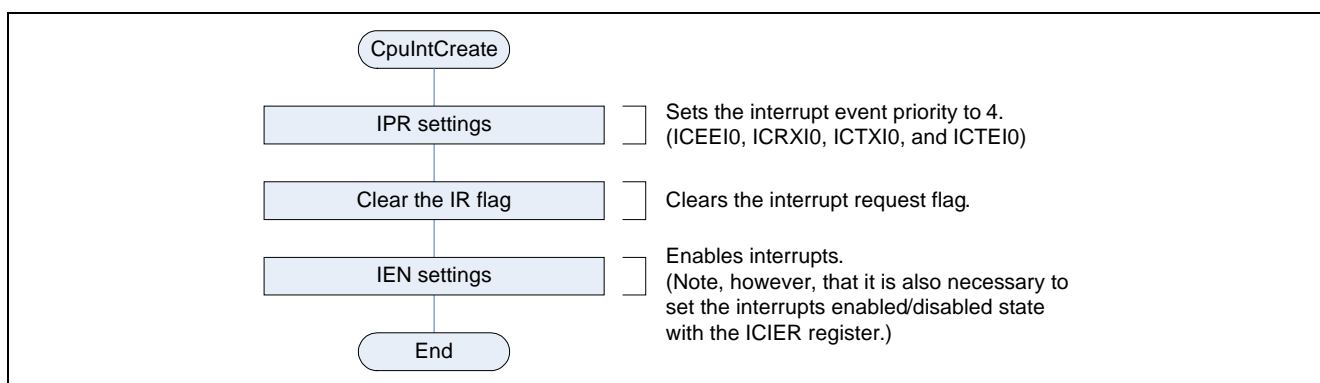 CpuIntCreate
IPR settings
Sets the interrupt event priority to 4.
(ICEEI0, ICRXI0, ICTXI0, and ICTEI0)
Clear the IR flag
Clears the interrupt request flag.
IEN settings
Enables interrupts.
(Note, however, that it is also necessary to
set the interrupts enabled/disabled state
with the ICIER register.)
End